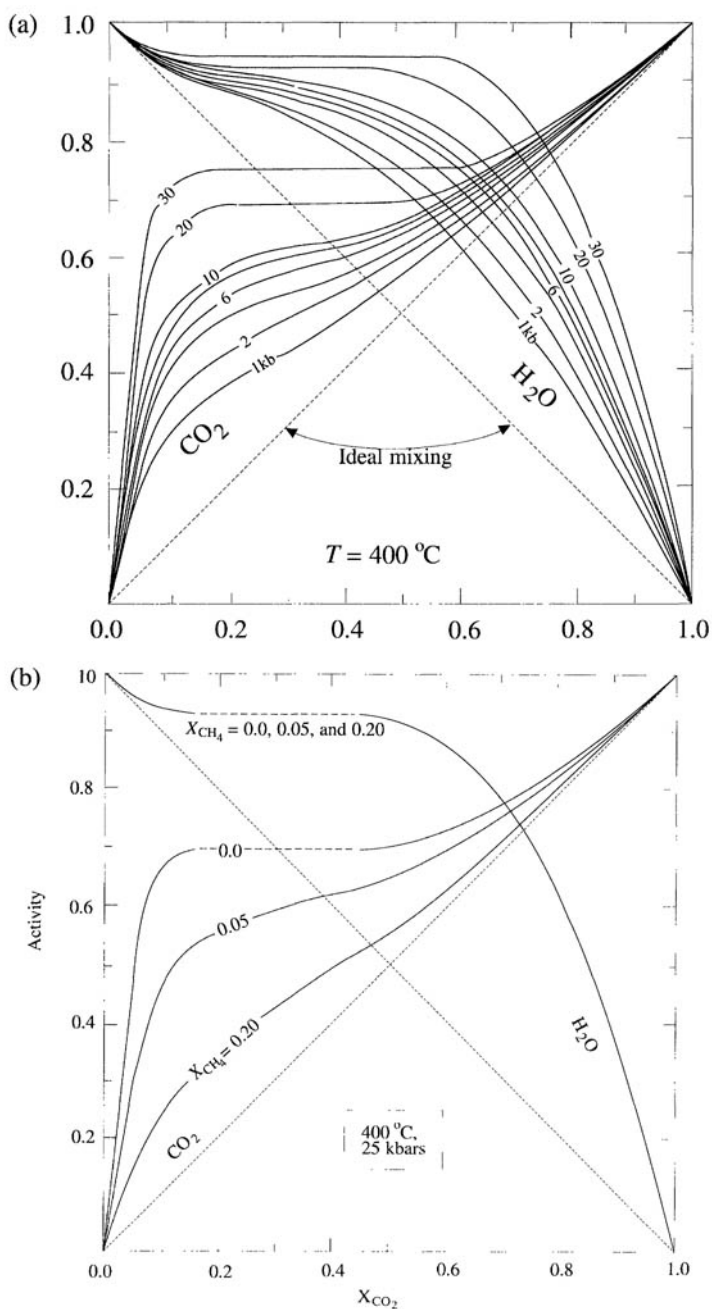 (a)
1.0
0.8
0.6
0.4
0.2
30
20
10
6
2
1kb
30
20
10
6
2
1kb
CO2
H2O
Ideal mixing
T = 400 °C
0.0 0.2 0.4 0.6 0.8 1.0
(b)
10
0.8
0.6
0.4
0.2
Activity
XCH4 = 0.0, 0.05, and 0.20
0.0
0.05
XCH4 = 0.20
CO2
H2O
400 °C,
25 kbars
0.0 0.2 0.4 0.6 0.8 1.0
XCO2